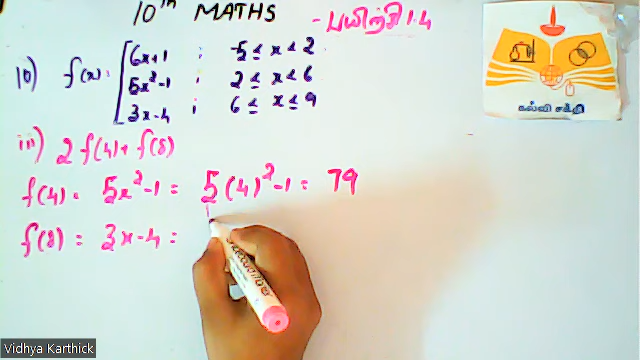 10th MATHS - பயிற்சி 1.4
10) f(x) = [ 6x+1 ; -5 ≤ x < 2
5x²-1 ; 2 ≤ x < 6
3x-4 ; 6 ≤ x ≤ 9
iii) 2 f(4) + f(8)
f(4) = 5x²-1 = 5(4)²-1 = 79
f(8) = 3x-4 =
கல்வி சக்தி
Vidhya Karthick